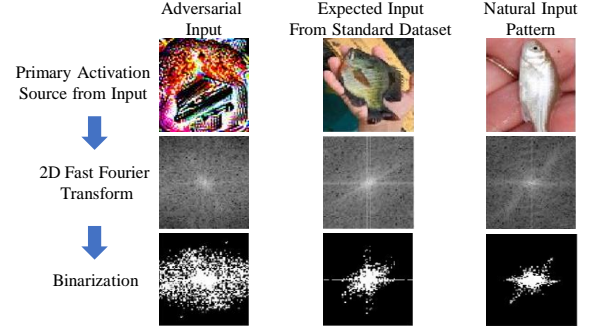 Adversarial
Input
Expected Input
From Standard Dataset
Natural Input
Pattern
Primary Activation
Source from Input
2D Fast Fourier
Transform
Binarization